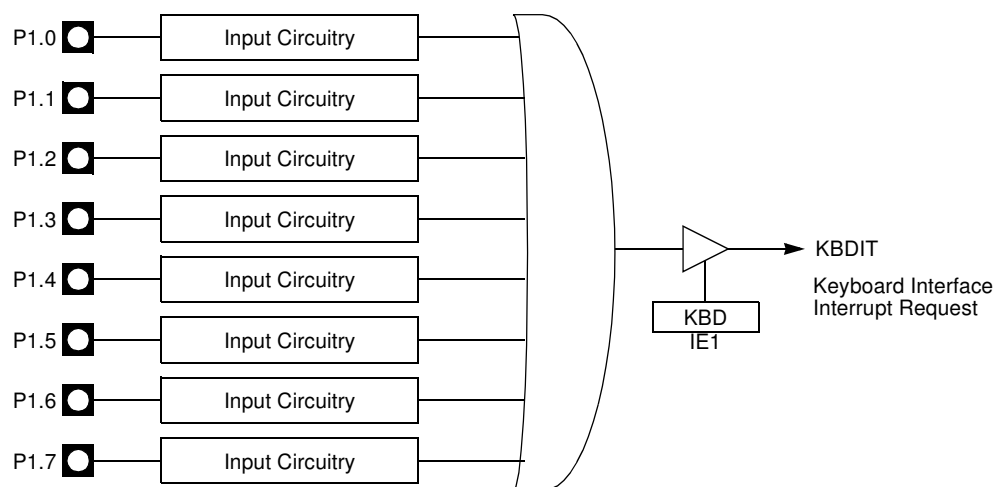 P1.0 Input Circuitry
P1.1 Input Circuitry
P1.2 Input Circuitry
P1.3 Input Circuitry
P1.4 Input Circuitry
P1.5 Input Circuitry
P1.6 Input Circuitry
P1.7 Input Circuitry
KBDIT
Keyboard Interface
Interrupt Request
KBD
IE1